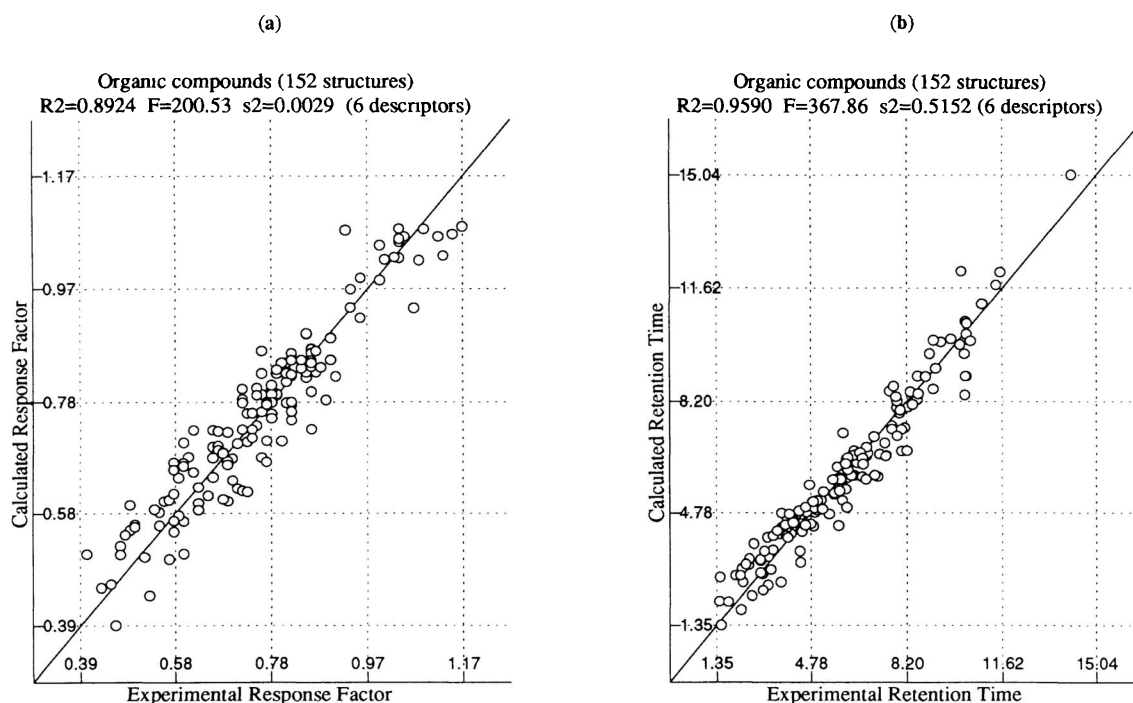 (a)
Organic compounds (152 structures)
R2=0.8924 F=200.53 s2=0.0029 (6 descriptors)
Calculated Response Factor
1.17
0.97
0.78
0.58
0.39
0.39 0.58 0.78 0.97 1.17
Experimental Response Factor
(b)
Organic compounds (152 structures)
R2=0.9590 F=367.86 s2=0.5152 (6 descriptors)
Calculated Retention Time
15.04
11.62
8.20
4.78
1.35
1.35 4.78 8.20 11.62 15.04
Experimental Retention Time